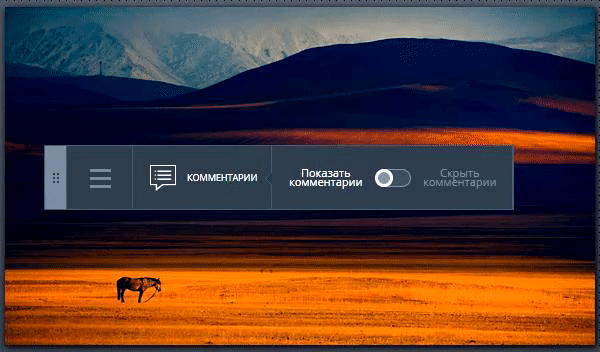 КОММЕНТАРИИ
Показать
комментарии
Скрыть
комментарии